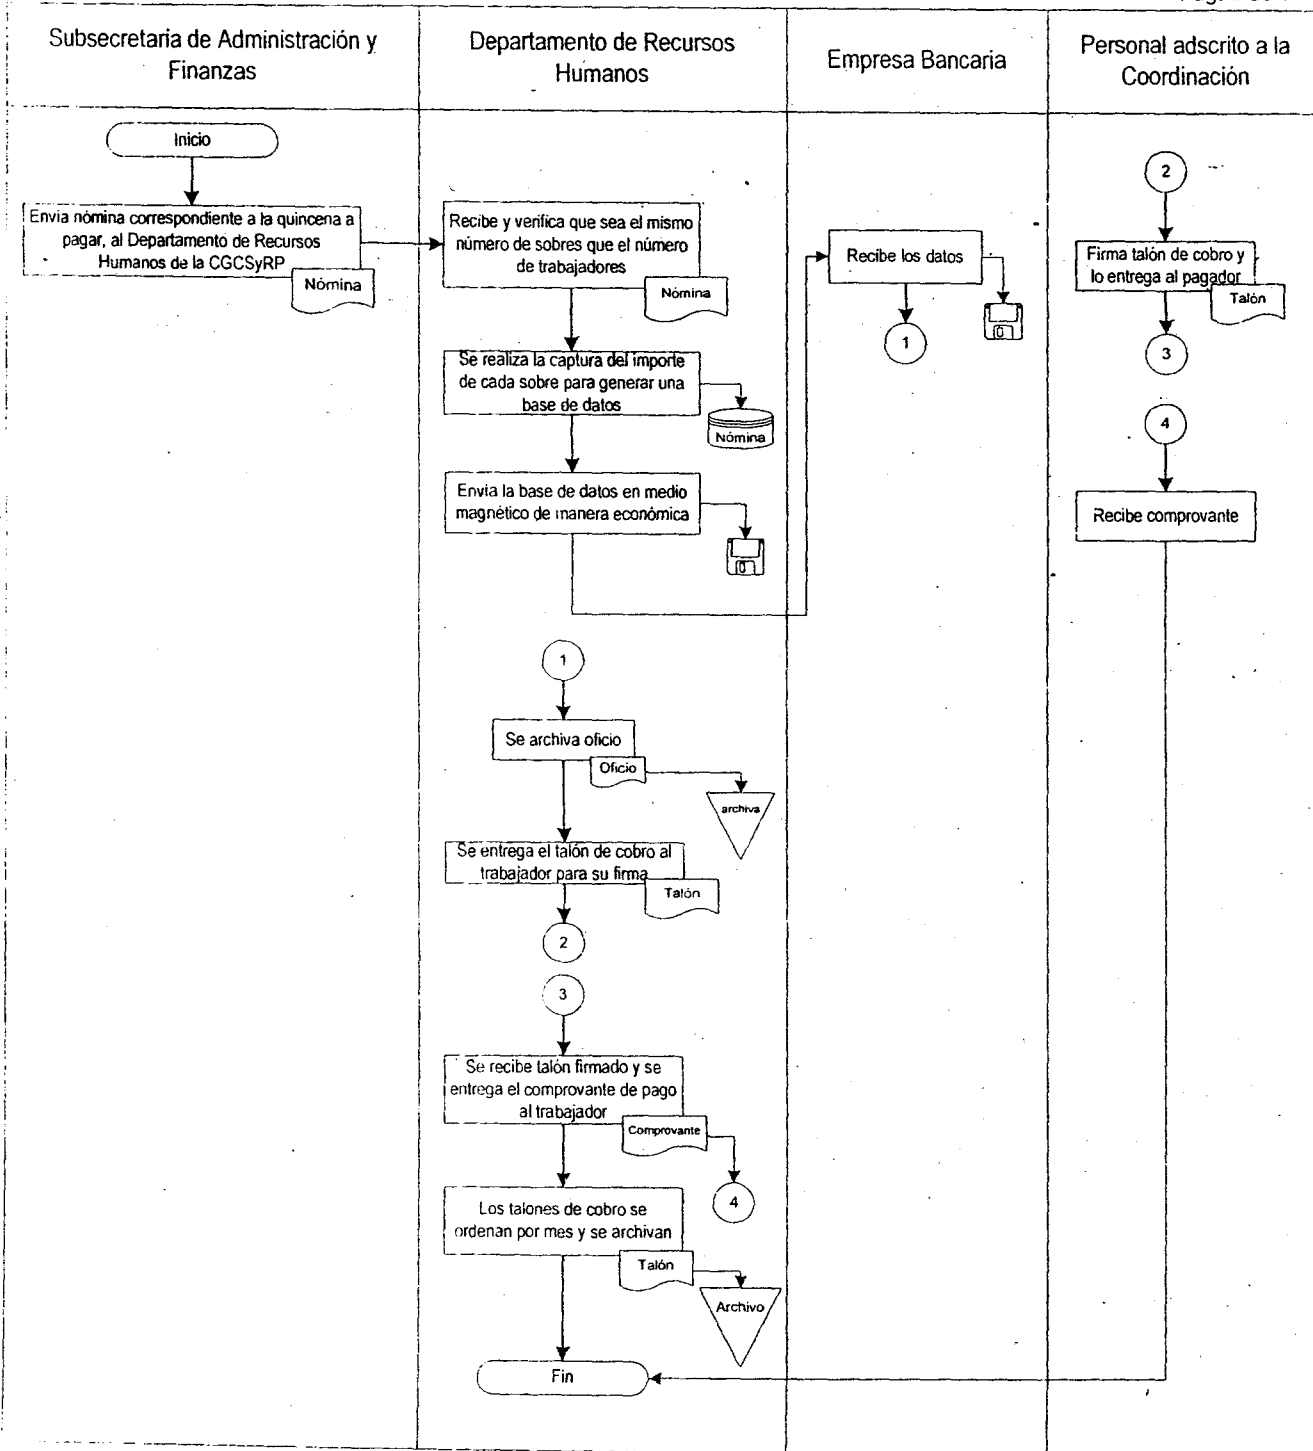 Subsecretaria de Administración y
Finanzas
Departamento de Recursos
Humanos
Empresa Bancaria
Personal adscrito a la
Coordinación
Inicio
Envia nómina correspondiente a la quincena a
pagar, al Departamento de Recursos
Humanos de la CGCSyRP
Nómina
Recibe y verifica que sea el mismo
número de sobres que el número
de trabajadores
Nómina
Se realiza la captura del importe
de cada sobre para generar una
base de datos
Nómina
Envia la base de datos en medio
magnético de manera económica
Recibe los datos
1
2
Firma talón de cobro y
lo entrega al pagador
Talón
3
4
Recibe comprovante
1
Se archiva oficio
Oficio
archiva
Se entrega el talón de cobro al
trabajador para su firma
Talón
2
3
Se recibe talón firmado y se
entrega el comprovante de pago
al trabajador
Comprovante
4
Los talones de cobro se
ordenan por mes y se archivan
Talón
Archivo
Fin